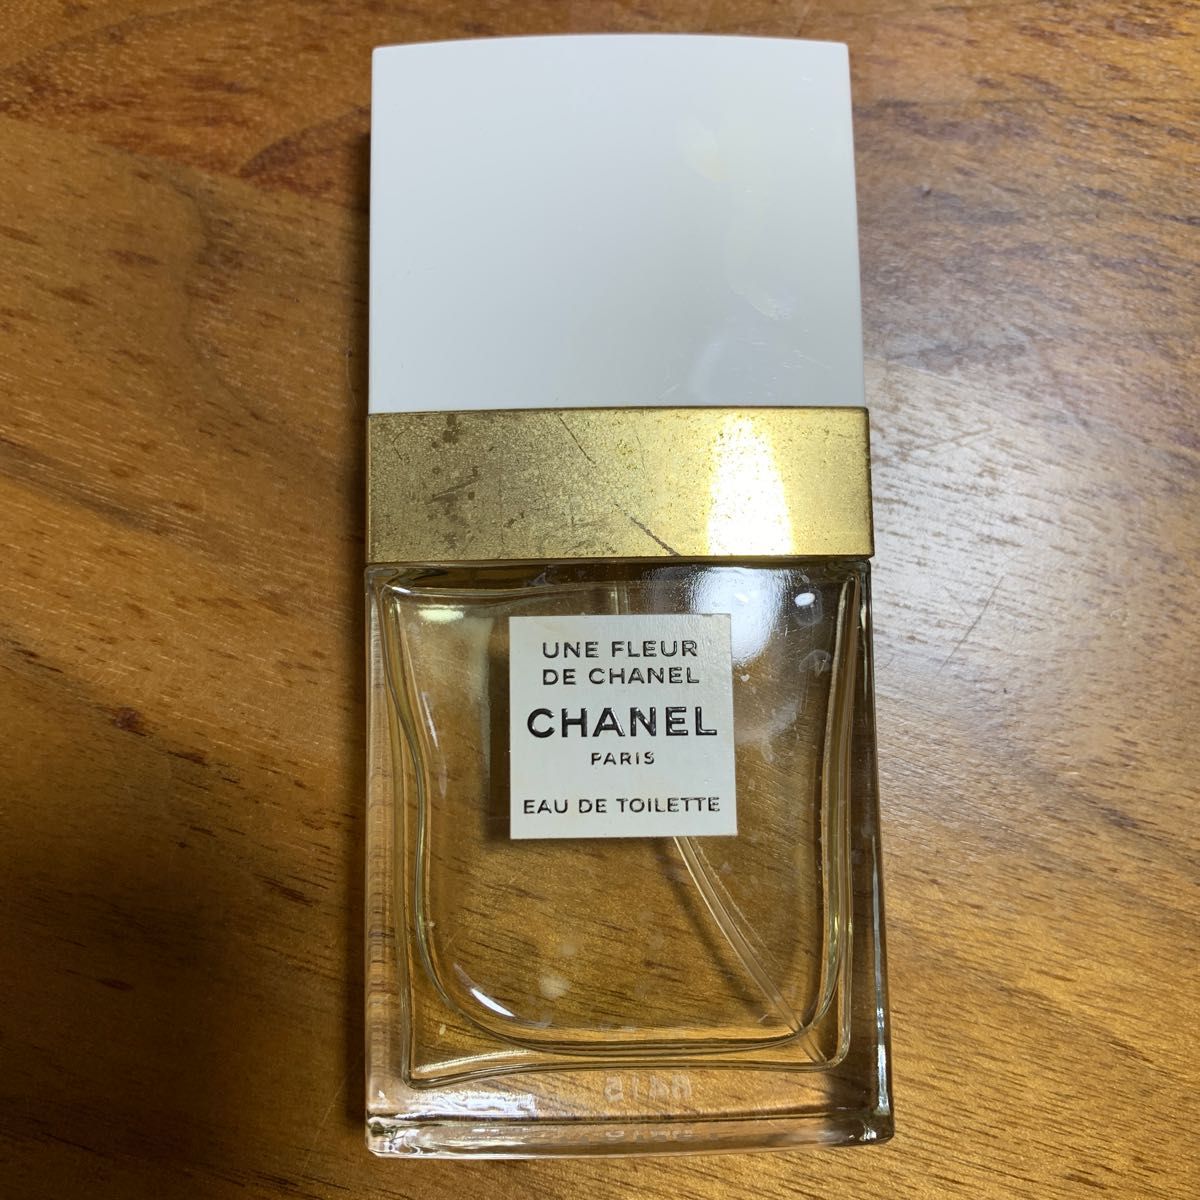 UNE FLEUR
DE CHANEL
CHANEL
PARIS
EAU DE TOILETTE